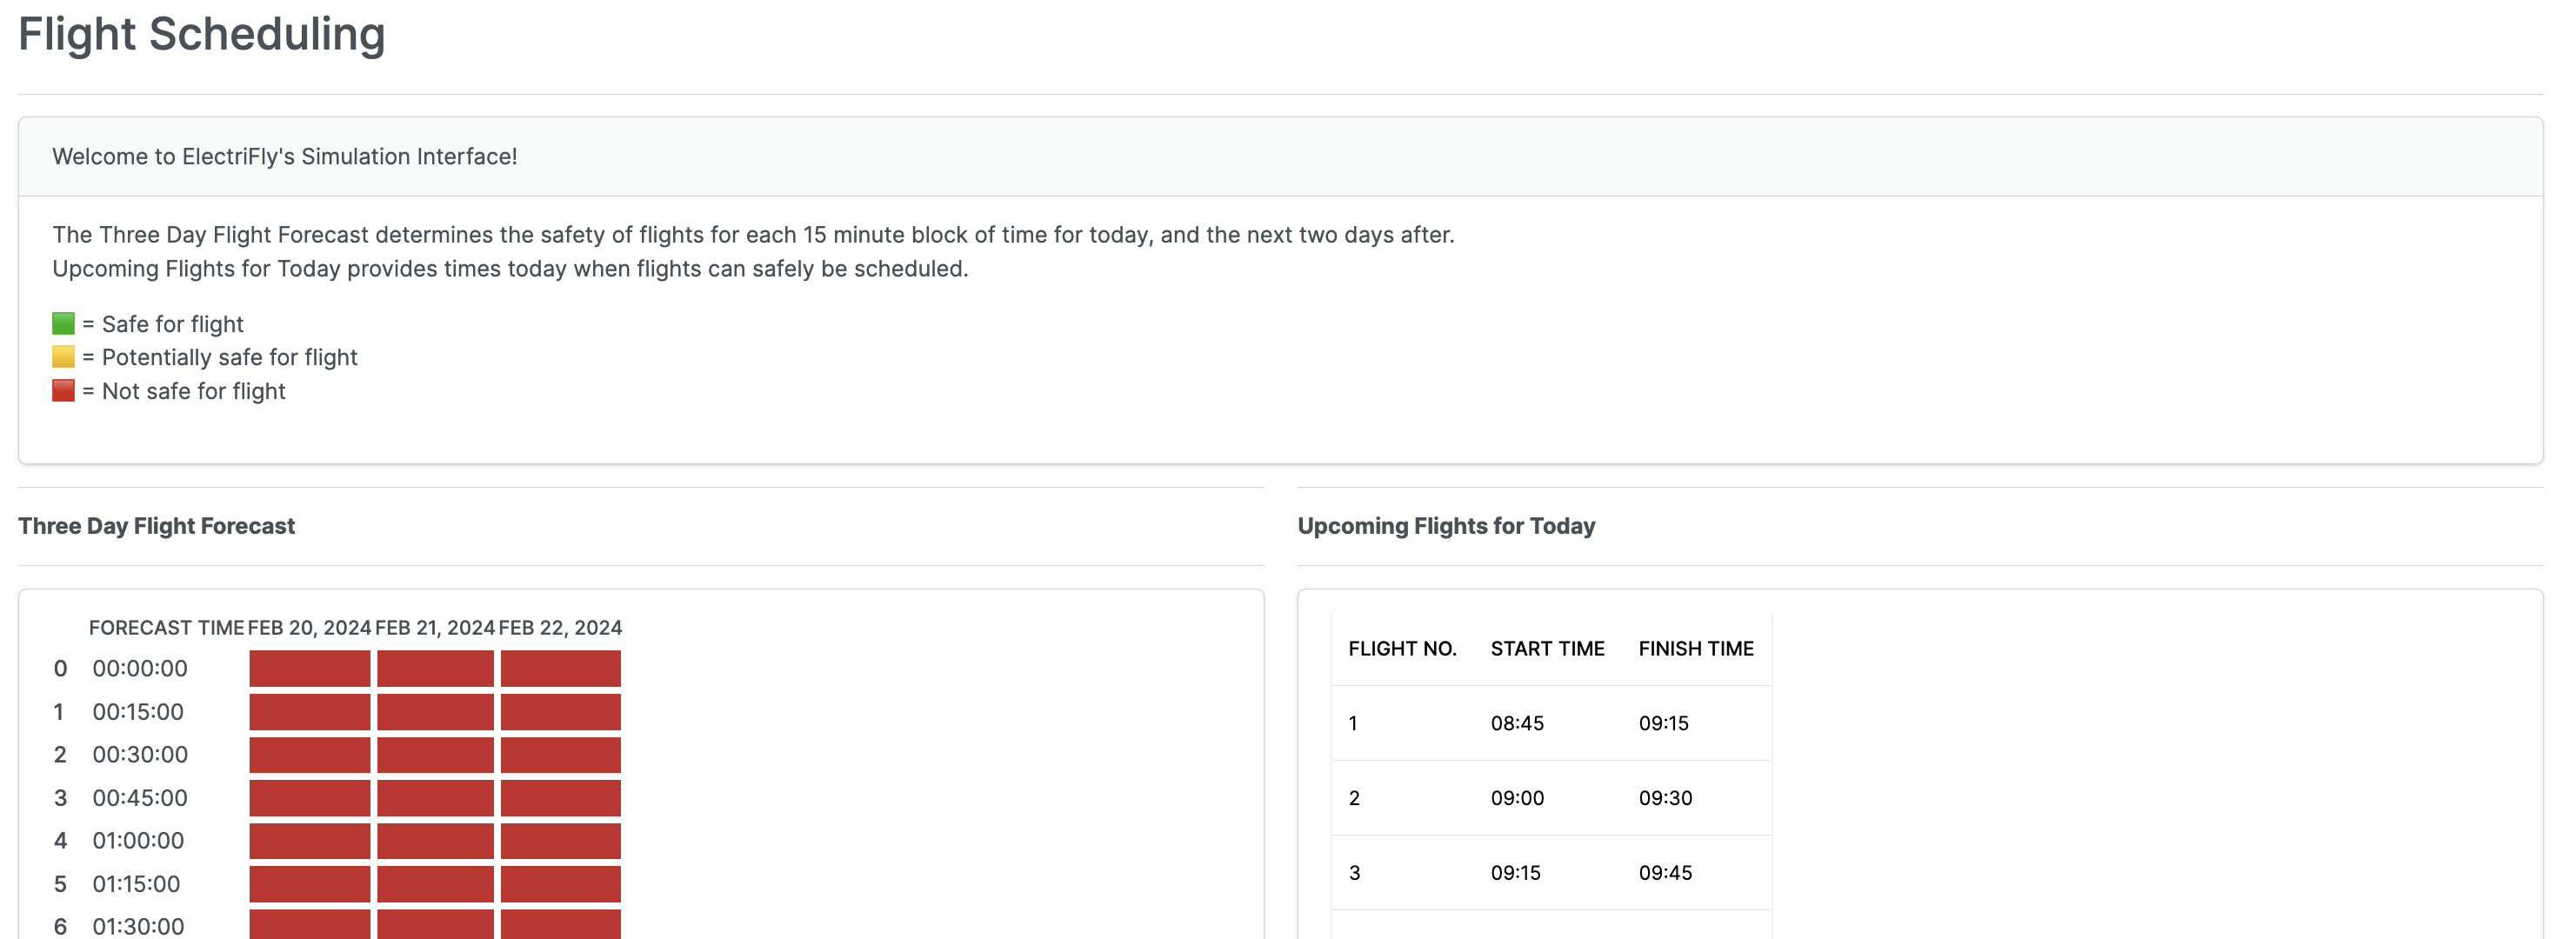 Flight Scheduling
Welcome to ElectriFly's Simulation Interface!
The Three Day Flight Forecast determines the safety of flights for each 15 minute block of time for today, and the next two days after.
Upcoming Flights for Today provides times today when flights can safely be scheduled.
= Safe for flight
= Potentially safe for flight
= Not safe for flight
Three Day Flight Forecast
FORECAST TIME FEB 20, 2024 FEB 21, 2024 FEB 22, 2024
0 00:00:00
1 00:15:00
2 00:30:00
3 00:45:00
4 01:00:00
5 01:15:00
6 01:30:00
Upcoming Flights for Today
FLIGHT NO. START TIME FINISH TIME
1 08:45 09:15
2 09:00 09:30
3 09:15 09:45